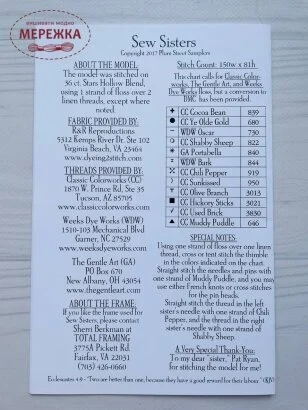 ВИШИВАТИ МОДНО
МЕРЕЖКА
Sew Sisters
Copyright 2017 Plum Street Samplers
ABOUT THE MODEL:
The model was stitched on
36 ct. Stars Hollow Blend,
using 1 strand of floss over 2
linen threads, except where
noted.
FABRIC PROVIDED BY:
R&R Reproductions
5312 Kemps River Dr. Ste 102
Virginia Beach, VA 23464
www.dyeing2stitch.com
THREADS PROVIDED BY:
Classic Colorworks (CC)
1870 W. Prince Rd, Ste 35
Tucson, AZ 85705
www.classiccolorworks.com
Weeks Dye Works (WDW)
1510-103 Mechanical Blvd
Garner, NC 27529
www.weeksdyeworks.com
The Gentle Art (GA)
PO Box 670
New Albany, OH 43054
www.thegentleart.com
ABOUT THE FRAME:
If you like the frame used for
Sew Sisters, please contact
Sherri Berkman at
TOTAL FRAMING
3775A Pickett Rd.
Fairfax, VA 22031
(703) 426-0660
Stitch Count: 150w x 81h
This chart calls for Classic Color-
works, The Gentle Art, and Weeks
Dye Works floss, but a conversion to
DMC has been provided.
CC Cocoa Bean 839
CC Ye Olde Gold 680
WDW Oscar 730
CC Shabby Sheep 822
GA Portabella 840
WDW Bark 844
CC Chili Pepper 919
CC Sunkissed 950
CC Olive Branch 3013
CC Hickory Sticks 3021
CC Used Brick 3830
CC Muddy Puddle 646
SPECIAL NOTES:
Using one strand of floss over one linen
thread, cross or tent stitch the thimble
in the colors indicated on the chart.
Straight stitch the needles and pins with
one strand of Muddy Puddle, and you may
use either French knots or cross stitches
for the pin heads.
Straight stitch the thread in the left
sister's needle with one strand of Chili
Pepper, and the thread in the right
sister's needle with one strand of
Shabby Sheep.
A Very Special Thank-You:
To my dear "sister," Pat Ryan,
for stitching the model for me!
Ecclesiastes 4:9 - "Two are better than one, because they have a good reward for their labour." (KJV)